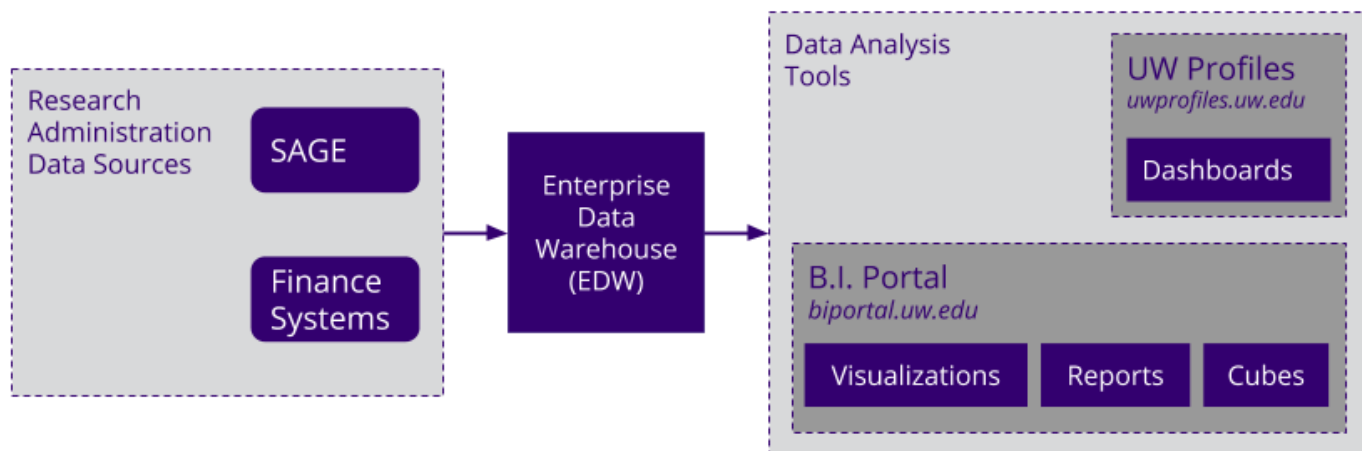 Research
Administration
Data Sources
SAGE
Finance
Systems
Enterprise
Data
Warehouse
(EDW)
Data Analysis
Tools
UW Profiles
uwprofiles.uw.edu
Dashboards
B.I. Portal
biportal.uw.edu
Visualizations
Reports
Cubes